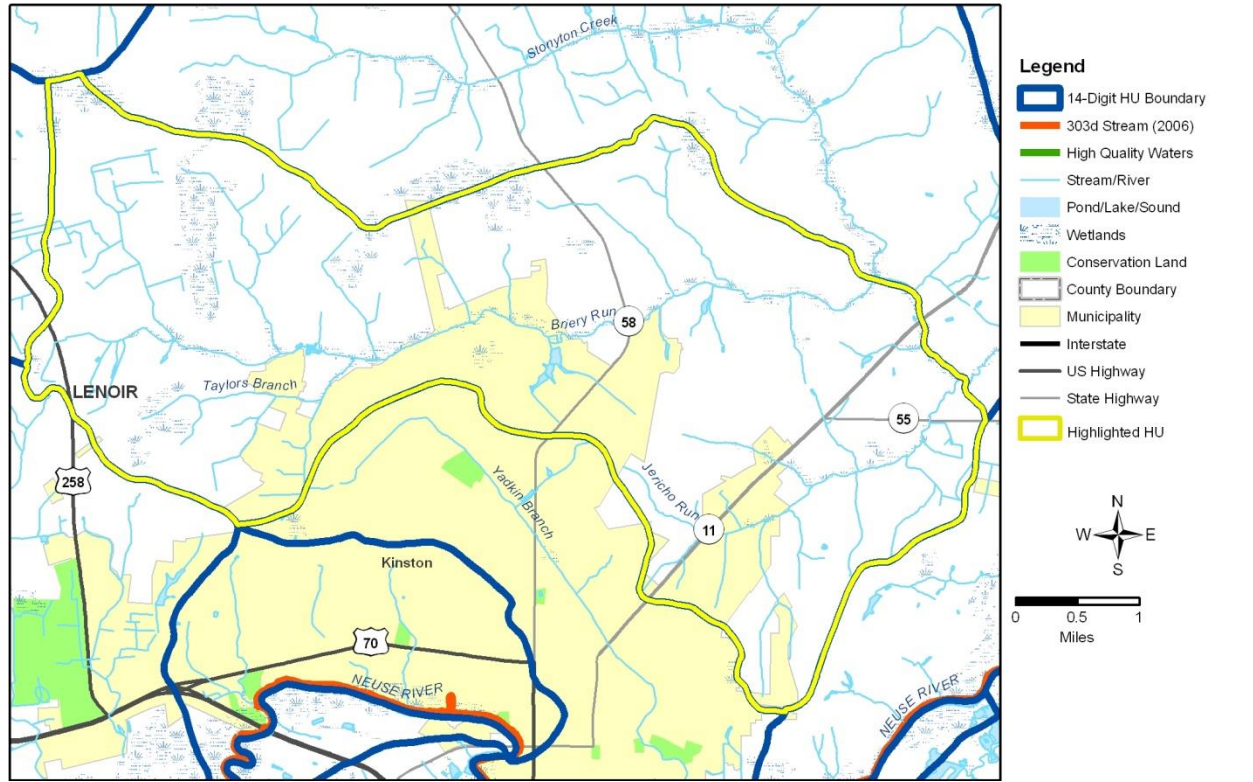 Stonyton Creek
Briery Run
58
Taylors Branch
LENOIR
55
258
Jericho Run
Yadkin Branch
11
Kinston
70
NEUSE RIVER
NEUSE RIVER
Legend
14-Digit HU Boundary
303d Stream (2006)
High Quality Waters
Stream/River
Pond/Lake/Sound
Wetlands
Conservation Land
County Boundary
Municipality
Interstate
US Highway
State Highway
Highlighted HU
N
W E
S
0 0.5 1
Miles